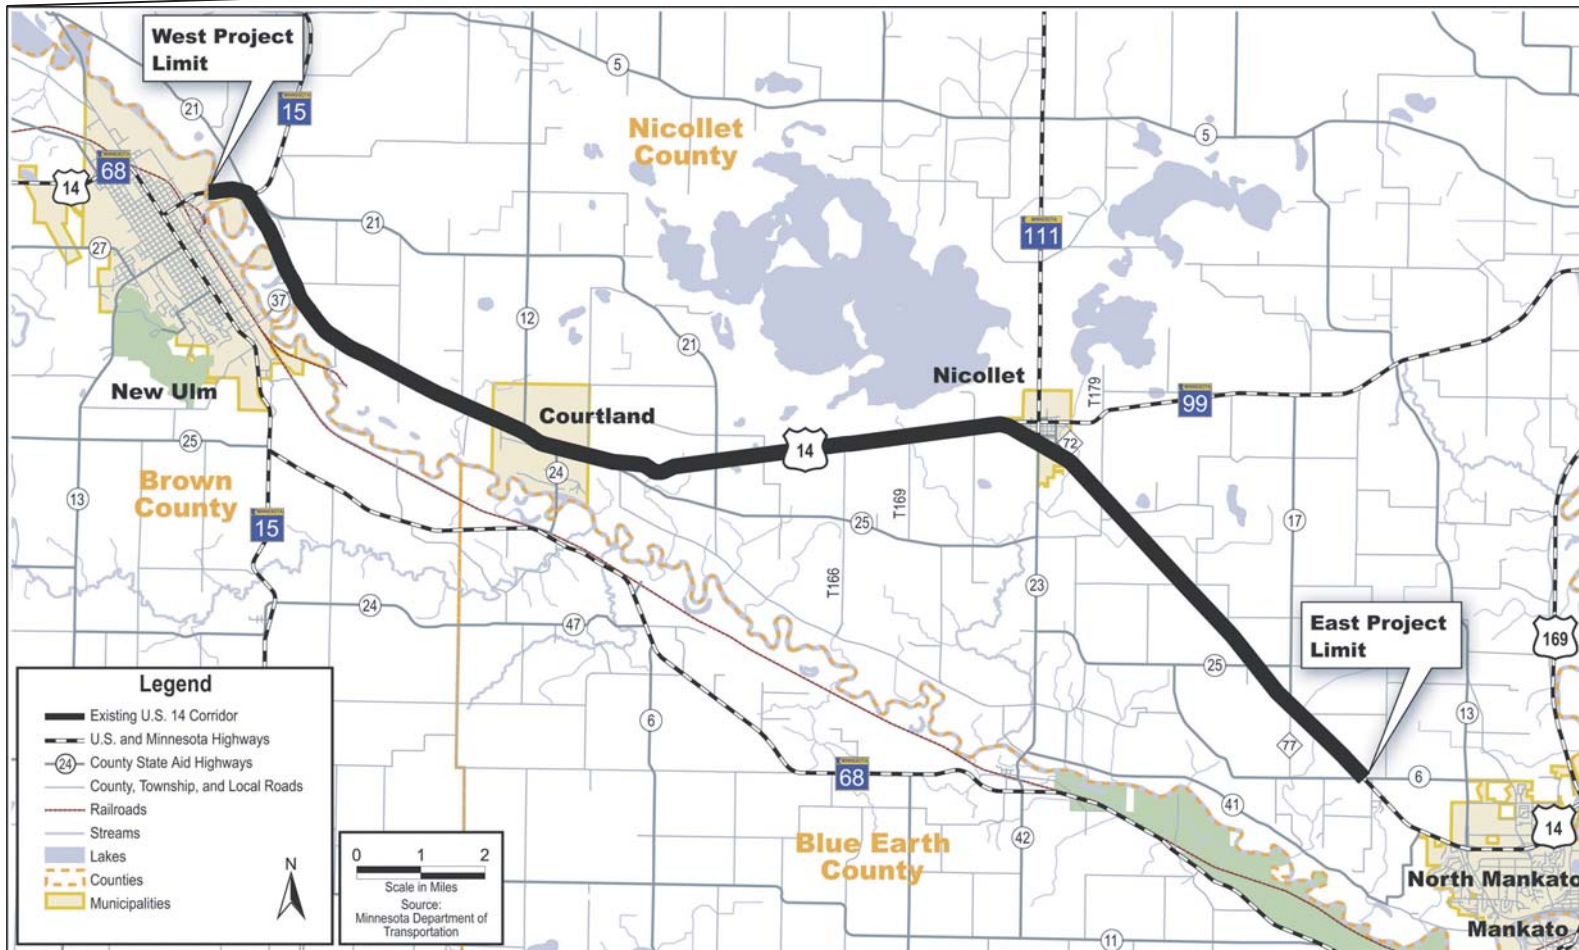 West Project
Limit
21
15
5
Nicollet
County
5
68
14
111
21
27
37
12
21
New Ulm
Courtland
Nicollet
T179
99
72
14
25
24
13
Brown
County
15
25
T169
17
T166
23
24
47
East Project
Limit
169
25
13
6
77
68
6
41
42
Blue Earth
County
14
North Mankato
Mankato
11
Legend
Existing U.S. 14 Corridor
U.S. and Minnesota Highways
24 County State Aid Highways
County, Township, and Local Roads
Railroads
Streams
Lakes
Counties
Municipalities
N
0 1 2
Scale in Miles
Source:
Minnesota Department of
Transportation